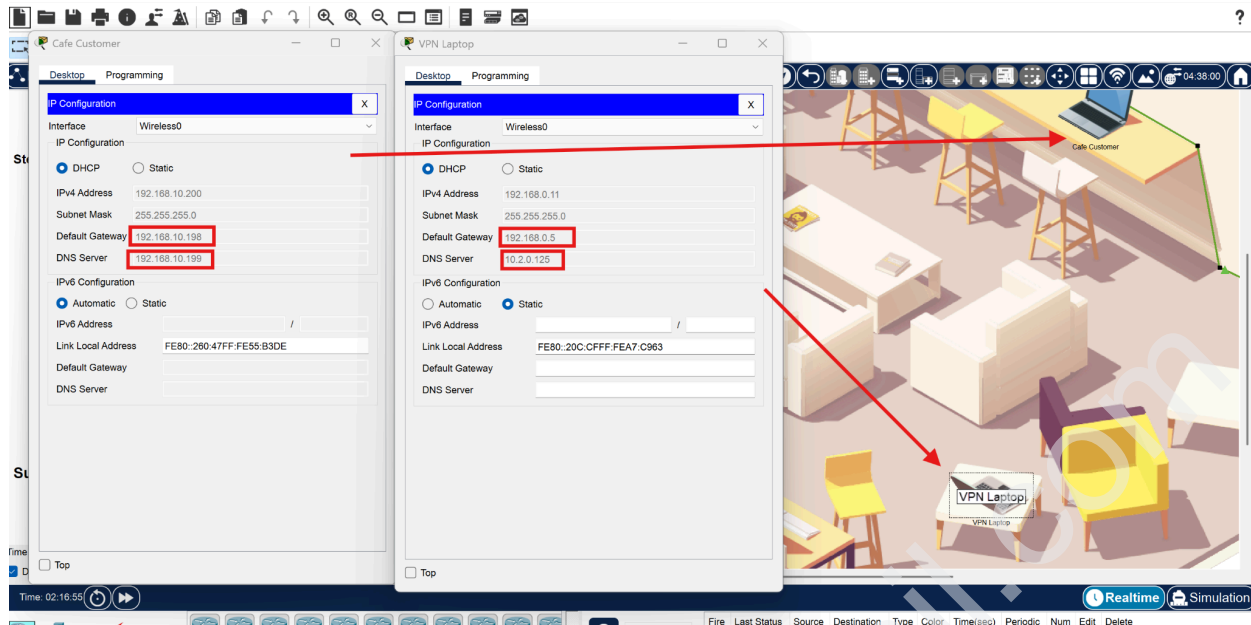 ?
Cafe Customer
Desktop Programming
IP Configuration X
Interface Wireless0
IP Configuration
DHCP Static
IPv4 Address 192.168.10.200
Subnet Mask 255.255.255.0
Default Gateway 192.168.10.198
DNS Server 192.168.10.199
IPv6 Configuration
Automatic Static
IPv6 Address /
Link Local Address FE80::260:47FF:FE55:B3DE
Default Gateway
DNS Server
Top
VPN Laptop
Desktop Programming
IP Configuration X
Interface Wireless0
IP Configuration
DHCP Static
IPv4 Address 192.168.0.11
Subnet Mask 255.255.255.0
Default Gateway 192.168.0.5
DNS Server 10.2.0.125
IPv6 Configuration
Automatic Static
IPv6 Address /
Link Local Address FE80::20C:CFFF:FEA7:C963
Default Gateway
DNS Server
Top
04:38:00
Cafe Customer
VPN Laptop
VPN Laptop
Time: 02:16:55
Realtime Simulation
Fire Last Status Source Destination Type Color Time(sec) Periodic Num Edit Delete